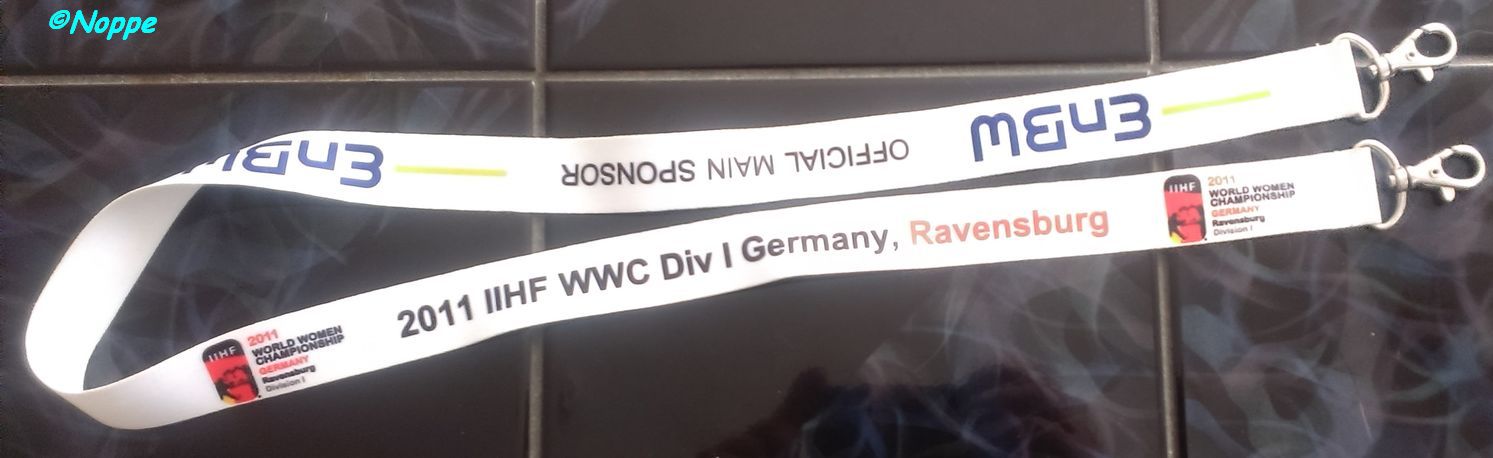 ©Noppe
EnBW
OFFICIAL MAIN SPONSOR
EnBW
2011 IIHF WWC Div I Germany, Ravensburg
IIHF
2011
WORLD WOMEN
CHAMPIONSHIP
GERMANY
Ravensburg
Division I
IIHF
2011
WORLD WOMEN
CHAMPIONSHIP
GERMANY
Ravensburg
Division I